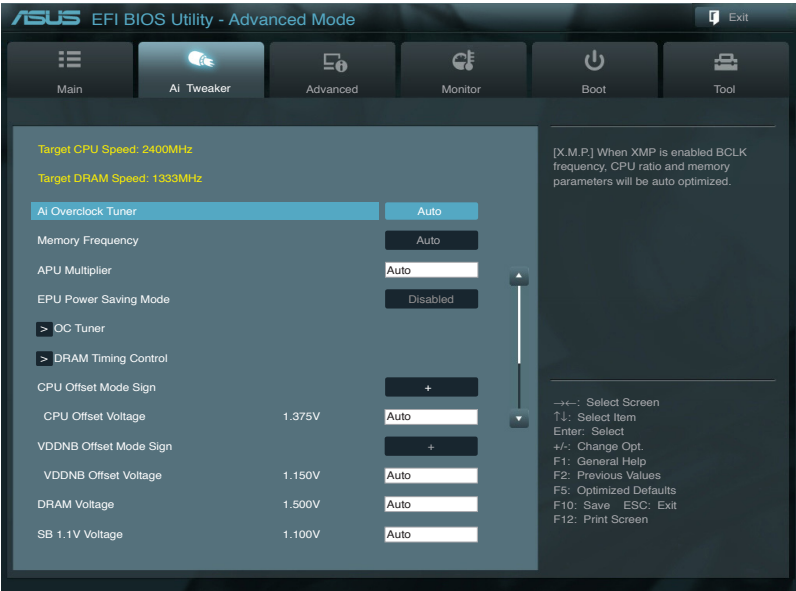 ASUS EFI BIOS Utility - Advanced Mode
Exit
Main
Ai Tweaker
Advanced
Monitor
Boot
Tool
Target CPU Speed: 2400MHz
Target DRAM Speed: 1333MHz
Ai Overclock Tuner Auto
Memory Frequency Auto
APU Multiplier Auto
EPU Power Saving Mode Disabled
> OC Tuner
> DRAM Timing Control
CPU Offset Mode Sign +
CPU Offset Voltage 1.375V Auto
VDDNB Offset Mode Sign +
VDDNB Offset Voltage 1.150V Auto
DRAM Voltage 1.500V Auto
SB 1.1V Voltage 1.100V Auto
[X.M.P.] When XMP is enabled BCLK
frequency, CPU ratio and memory
parameters will be auto optimized.
→←: Select Screen
↑↓: Select Item
Enter: Select
+/-: Change Opt.
F1: General Help
F2: Previous Values
F5: Optimized Defaults
F10: Save ESC: Exit
F12: Print Screen